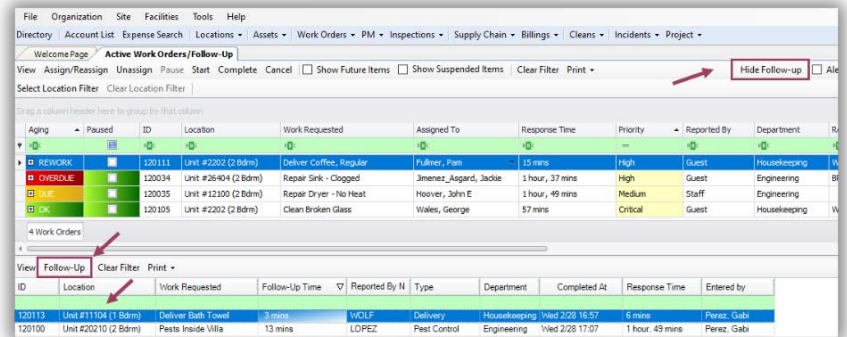 File Organization Site Facilities Tools Help
Directory Account List Expense Search Locations Assets Work Orders PM Inspections Supply Chain Billings Cleans Incidents Project
Welcome Page Active Work Orders/Follow-Up
View Assign/Reassign Unassign Pause Start Complete Cancel Show Future Items Show Suspended Items Clear Filter Print Hide Follow-up Ale
Select Location Filter Clear Location Filter
Drag a column header here to group by that column
Aging Paused ID Location Work Requested Assigned To Response Time Priority Reported By Department
REWORK 120111 Unit #2202 (2 Bdrm) Deliver Coffee, Regular Fullmer, Pam 15 mins High Guest Housekeeping W
OVERDUE 120034 Unit #26404 (2 Bdrm) Repair Sink - Clogged Jimenez_Asgard, Jackie 1 hour, 37 mins High Guest Engineering
DUE 120035 Unit #12100 (2 Bdrm) Repair Dryer - No Heat Hoover, John E 1 hour, 49 mins Medium Staff Engineering
OK 120105 Unit #2202 (2 Bdrm) Clean Broken Glass Wales, George 57 mins Critical Guest Housekeeping W
4 Work Orders
View Follow-Up Clear Filter Print
ID Location Work Requested Follow-Up Time Reported By N Type Department Completed At Response Time Entered by
120113 Unit #11104 (1 Bdrm) Deliver Bath Towel 3 mins WOLF Delivery Housekeeping Wed 2/28 16:57 6 mins Perez, Gabi
120100 Unit #20210 (2 Bdrm) Pests Inside Villa 13 mins LOPEZ Pest Control Engineering Wed 2/28 17:07 1 hour, 49 mins Perez, Gabi